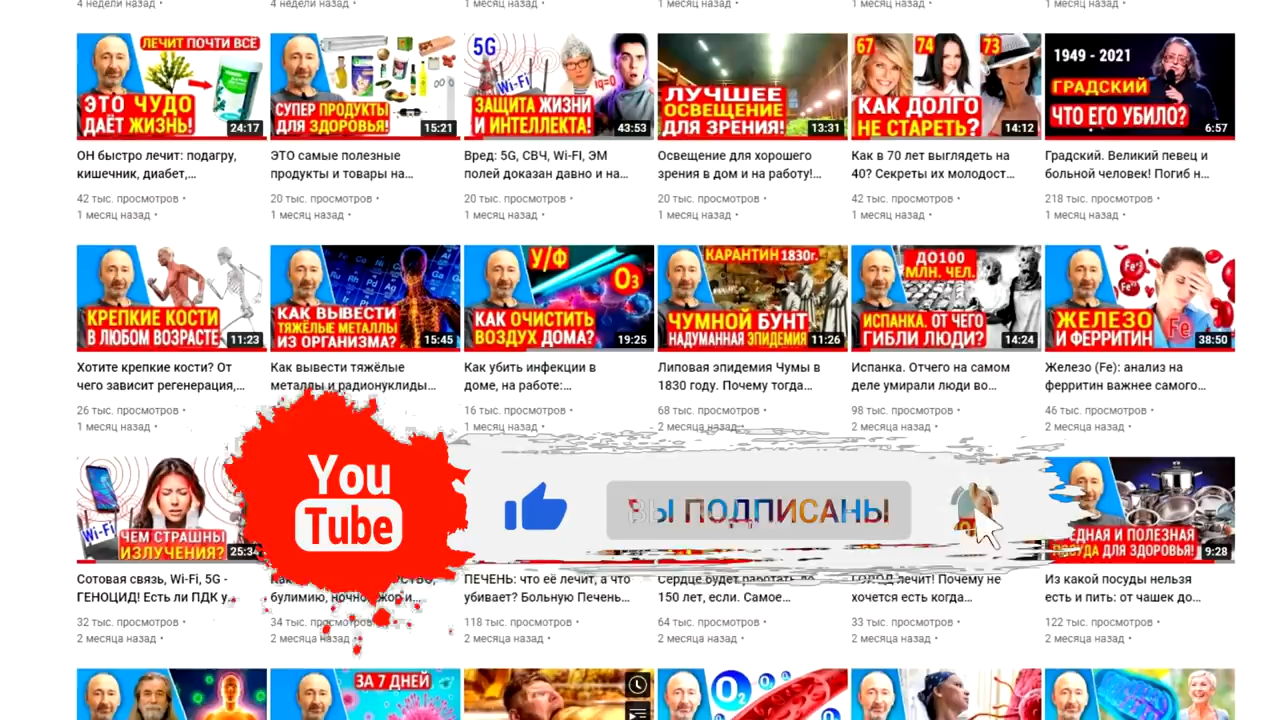 4 недели назад •
4 недели назад •
1 месяц назад •
1 месяц назад •
1 месяц назад •
1 месяц назад •
ЛЕЧИТ ПОЧТИ ВСЕ
ЭТО ЧУДО
ДАЁТ ЖИЗНЬ!
24:17
СУПЕР ПРОДУКТЫ
ДЛЯ ЗДОРОВЬЯ!
15:21
5G
Wi-Fi
iq=0
ЗАЩИТА ЖИЗНИ
И ИНТЕЛЛЕКТА!
43:53
ЛУЧШЕЕ
ОСВЕЩЕНИЕ
ДЛЯ ЗРЕНИЯ!
13:31
67
74
73
КАК ДОЛГО
НЕ СТАРЕТЬ?
14:12
1949 - 2021
ГРАДСКИЙ
ЧТО ЕГО УБИЛО?
6:57
ОН быстро лечит: подагру,
кишечник, диабет,...
42 тыс. просмотров •
1 месяц назад •
ЭТО самые полезные
продукты и товары на...
20 тыс. просмотров •
1 месяц назад •
Вред: 5G, СВЧ, Wi-FI, ЭМ
полей доказан давно и на...
20 тыс. просмотров •
1 месяц назад •
Освещение для хорошего
зрения в дом и на работу!...
20 тыс. просмотров •
1 месяц назад •
Как в 70 лет выглядеть на
40? Секреты их молодост...
42 тыс. просмотров •
1 месяц назад •
Градский. Великий певец и
больной человек! Погиб н...
218 тыс. просмотров •
1 месяц назад •
КРЕПКИЕ КОСТИ
В ЛЮБОМ ВОЗРАСТЕ
11:23
КАК ВЫВЕСТИ
ТЯЖЁЛЫЕ МЕТАЛЛЫ
ИЗ ОРГАНИЗМА?
15:45
У/Ф
O3
КАК ОЧИСТИТЬ
ВОЗДУХ ДОМА?
19:25
КАРАНТИН 1830г.
ЧУМНОЙ БУНТ
НАДУМАННАЯ ЭПИДЕМИЯ
11:26
ДО100
МЛН. ЧЕЛ.
ИСПАНКА. ОТ ЧЕГО
ГИБЛИ ЛЮДИ?
14:24
Fe
ЖЕЛЕЗО
И ФЕРРИТИН
38:50
Хотите крепкие кости? От
чего зависит регенерация,...
26 тыс. просмотров •
1 месяц назад •
Как вывести тяжёлые
металлы и радионуклиды...
Как убить инфекции в
доме, на работе:...
16 тыс. просмотров •
1 месяц назад •
Липовая эпидемия Чумы в
1830 году. Почему тогда...
68 тыс. просмотров •
2 месяца назад •
Испанка. Отчего на самом
деле умирали люди во...
98 тыс. просмотров •
2 месяца назад •
Железо (Fe): анализ на
ферритин важнее самого...
46 тыс. просмотров •
2 месяца назад •
You
Tube
ВЫ ПОДПИСАНЫ
Wi-Fi
ЧЕМ СТРАШНЫ
ИЗЛУЧЕНИЯ?
И ПОЛЕЗНАЯ
ПОСУДА ДЛЯ ЗДОРОВЬЯ!
9:28
Сотовая связь, Wi-Fi, 5G -
ГЕНОЦИД! Есть ли ПДК у...
32 тыс. просмотров •
2 месяца назад •
булимию,
34 тыс. просмотров
2 месяца назад •
ПЕЧЕНЬ: что её лечит, а что
убивает? Больную Печень...
118 тыс. просмотров •
2 месяца назад •
Сердце будет работать до
150 лет, если. Самое...
64 тыс. просмотров •
2 месяца назад •
ГОЛОД лечит! Почему не
хочется есть когда...
33 тыс. просмотров •
2 месяца назад •
Из какой посуды нельзя
есть и пить: от чашек до...
122 тыс. просмотров •
2 месяца назад •
ЗА 7 ДНЕЙ
O2